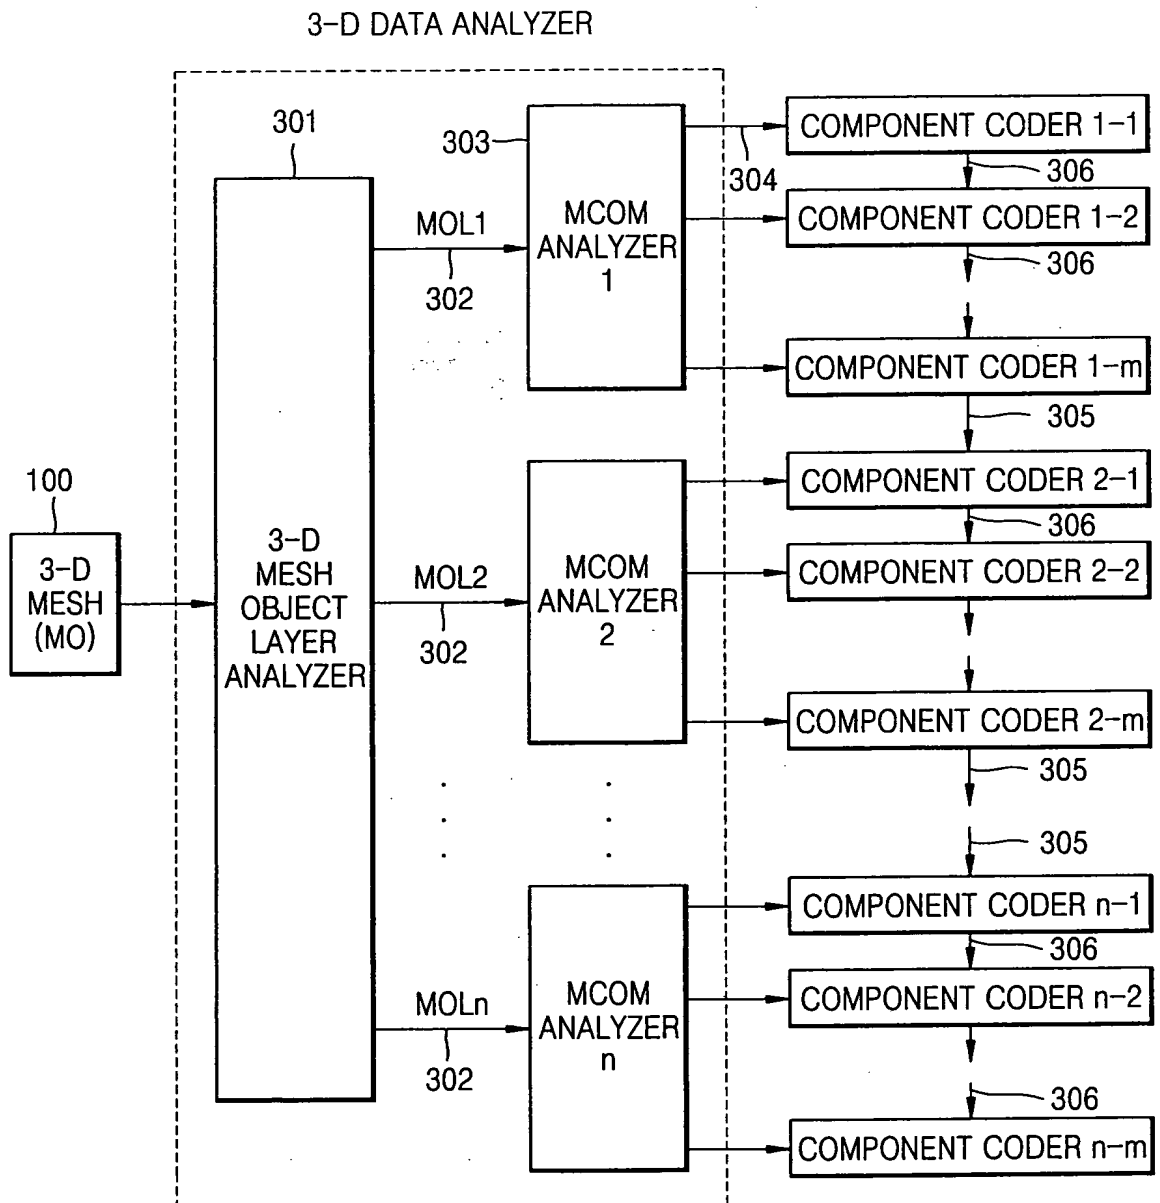 3-D DATA ANALYZER
301
303
304
COMPONENT CODER 1-1
306
COMPONENT CODER 1-2
306
MOL1
302
MCOM
ANALYZER
1
COMPONENT CODER 1-m
305
100
3-D
MESH
(MO)
3-D
MESH
OBJECT
LAYER
ANALYZER
MOL2
302
MCOM
ANALYZER
2
COMPONENT CODER 2-1
306
COMPONENT CODER 2-2
COMPONENT CODER 2-m
305
305
MOLn
302
MCOM
ANALYZER
n
COMPONENT CODER n-1
306
COMPONENT CODER n-2
306
COMPONENT CODER n-m